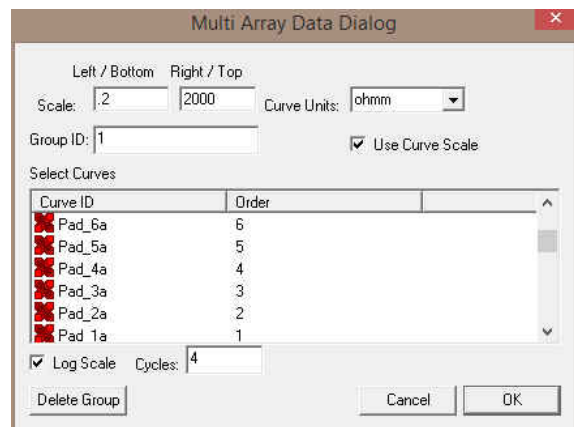 Multi Array Data Dialog
Left / Bottom Right / Top
Scale: .2 2000 Curve Units: ohmm
Group ID: 1 Use Curve Scale
Select Curves
Curve ID Order
Pad_6a 6
Pad_5a 5
Pad_4a 4
Pad_3a 3
Pad_2a 2
Pad_1a 1
Log Scale Cycles: 4
Delete Group Cancel OK